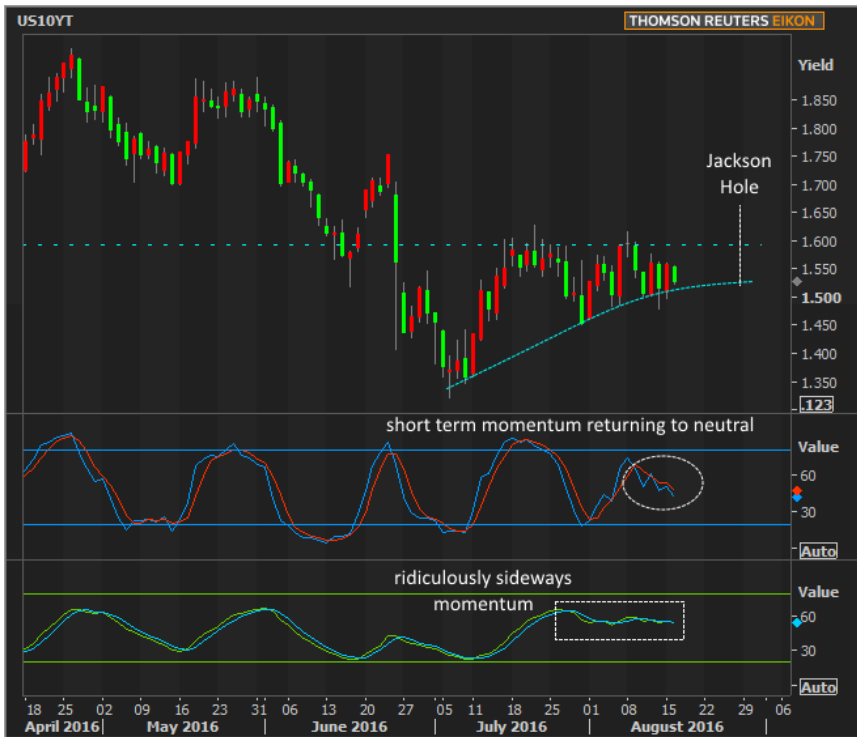 US10YT
THOMSON REUTERS EIKON
Yield
1.850
1.800
1.750
1.700
1.650
1.600
1.550
1.500
1.450
1.400
1.350
.123
Jackson
Hole
short term momentum returning to neutral
Value
60
30
Auto
ridiculously sideways
momentum
Value
60
30
Auto
18 25 02 09 16 23 31 06 13 20 27 05 11 18 25 01 08 15 22 29 06
April 2016 May 2016 June 2016 July 2016 August 2016